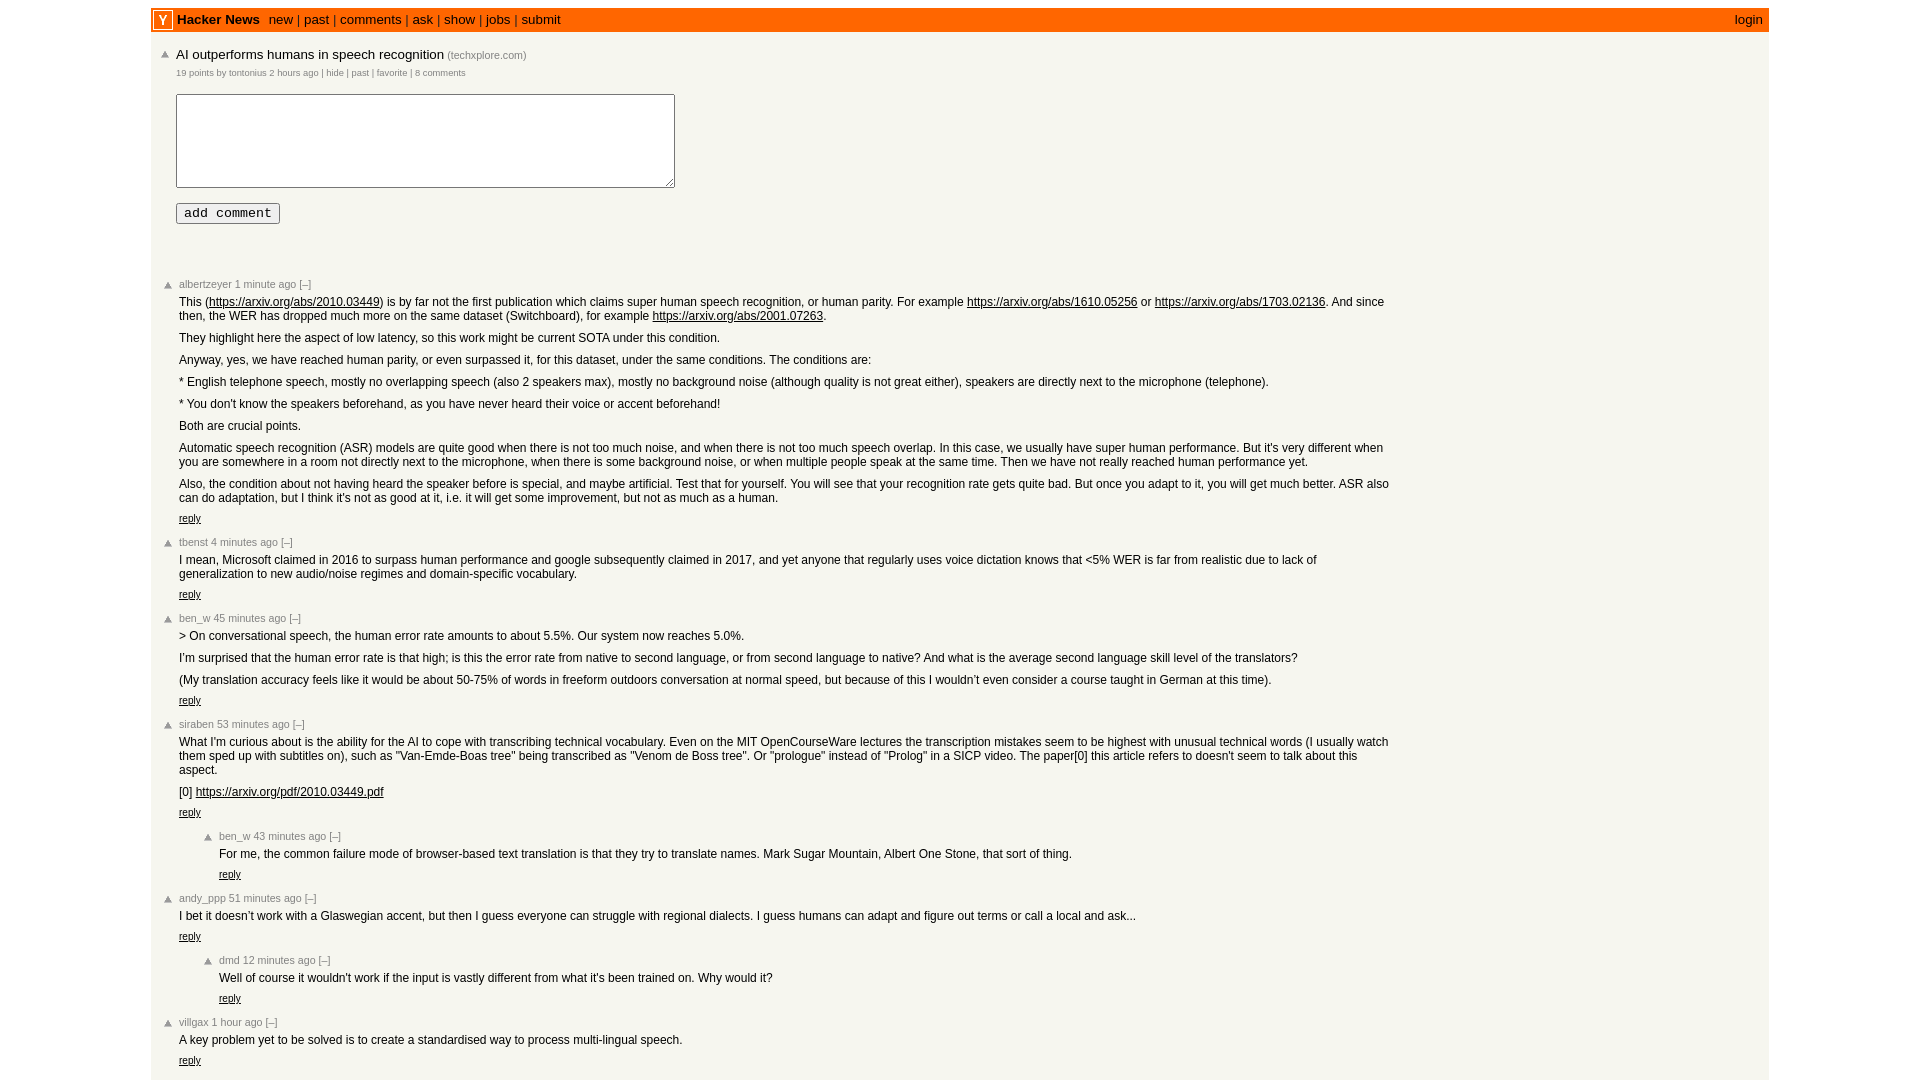 Y Hacker News new | past | comments | ask | show | jobs | submit login
AI outperforms humans in speech recognition (techxplore.com)
19 points by tontonius 2 hours ago | hide | past | favorite | 8 comments
add comment
albertzeyer 1 minute ago [–]
This (https://arxiv.org/abs/2010.03449) is by far not the first publication which claims super human speech recognition, or human parity. For example https://arxiv.org/abs/1610.05256 or https://arxiv.org/abs/1703.02136. And since
then, the WER has dropped much more on the same dataset (Switchboard), for example https://arxiv.org/abs/2001.07263.
They highlight here the aspect of low latency, so this work might be current SOTA under this condition.
Anyway, yes, we have reached human parity, or even surpassed it, for this dataset, under the same conditions. The conditions are:
* English telephone speech, mostly no overlapping speech (also 2 speakers max), mostly no background noise (although quality is not great either), speakers are directly next to the microphone (telephone).
* You don't know the speakers beforehand, as you have never heard their voice or accent beforehand!
Both are crucial points.
Automatic speech recognition (ASR) models are quite good when there is not too much noise, and when there is not too much speech overlap. In this case, we usually have super human performance. But it's very different when
you are somewhere in a room not directly next to the microphone, when there is some background noise, or when multiple people speak at the same time. Then we have not really reached human performance yet.
Also, the condition about not having heard the speaker before is special, and maybe artificial. Test that for yourself. You will see that your recognition rate gets quite bad. But once you adapt to it, you will get much better. ASR also
can do adaptation, but I think it's not as good at it, i.e. it will get some improvement, but not as much as a human.
reply
tbenst 4 minutes ago [–]
I mean, Microsoft claimed in 2016 to surpass human performance and google subsequently claimed in 2017, and yet anyone that regularly uses voice dictation knows that <5% WER is far from realistic due to lack of
generalization to new audio/noise regimes and domain-specific vocabulary.
reply
ben_w 45 minutes ago [–]
> On conversational speech, the human error rate amounts to about 5.5%. Our system now reaches 5.0%.
I’m surprised that the human error rate is that high; is this the error rate from native to second language, or from second language to native? And what is the average second language skill level of the translators?
(My translation accuracy feels like it would be about 50-75% of words in freeform outdoors conversation at normal speed, but because of this I wouldn’t even consider a course taught in German at this time).
reply
siraben 53 minutes ago [–]
What I'm curious about is the ability for the AI to cope with transcribing technical vocabulary. Even on the MIT OpenCourseWare lectures the transcription mistakes seem to be highest with unusual technical words (I usually watch
them sped up with subtitles on), such as "Van-Emde-Boas tree" being transcribed as "Venom de Boss tree". Or "prologue" instead of "Prolog" in a SICP video. The paper[0] this article refers to doesn't seem to talk about this
aspect.
[0] https://arxiv.org/pdf/2010.03449.pdf
reply
ben_w 43 minutes ago [–]
For me, the common failure mode of browser-based text translation is that they try to translate names. Mark Sugar Mountain, Albert One Stone, that sort of thing.
reply
andy_ppp 51 minutes ago [–]
I bet it doesn’t work with a Glaswegian accent, but then I guess everyone can struggle with regional dialects. I guess humans can adapt and figure out terms or call a local and ask...
reply
dmd 12 minutes ago [–]
Well of course it wouldn't work if the input is vastly different from what it's been trained on. Why would it?
reply
villgax 1 hour ago [–]
A key problem yet to be solved is to create a standardised way to process multi-lingual speech.
reply